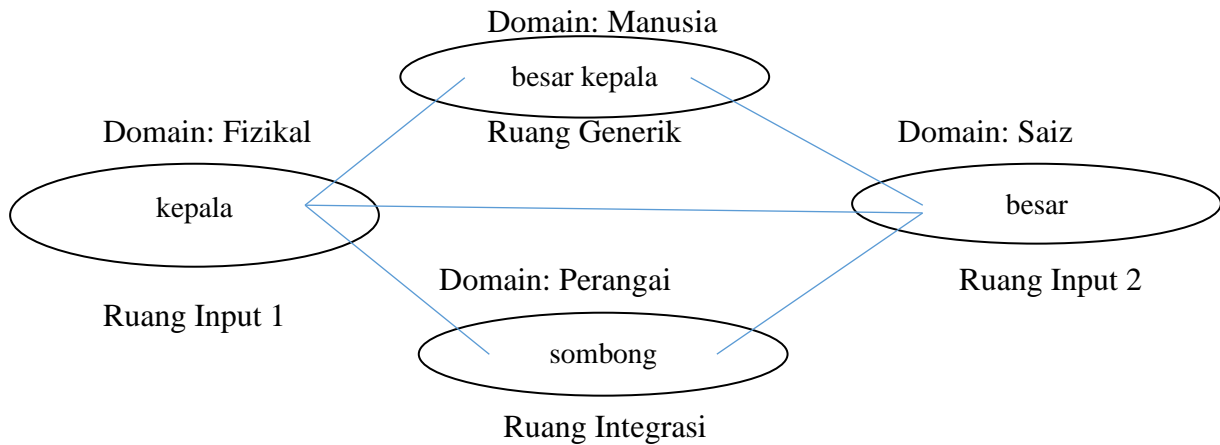 Domain: Manusia
besar kepala
Ruang Generik
Domain: Fizikal
kepala
Ruang Input 1
Domain: Saiz
besar
Ruang Input 2
Domain: Perangai
sombong
Ruang Integrasi